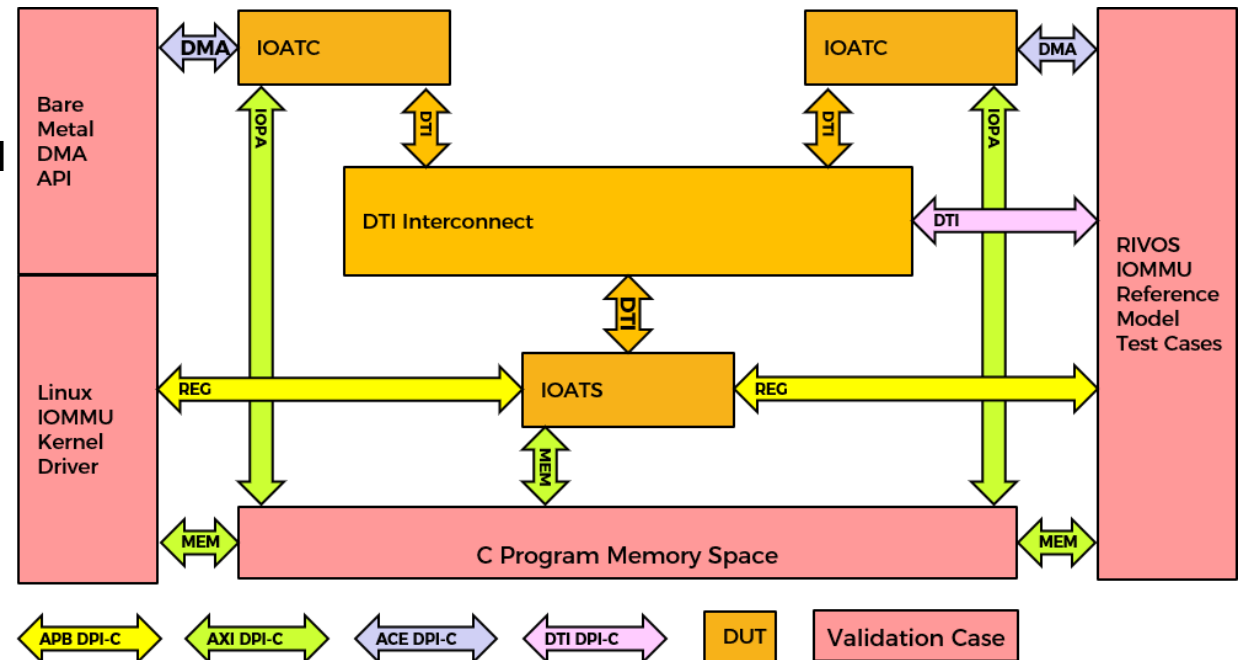 DMA
IOATC
IOATC
DMA
Bare
Metal
DMA
API
IOPA
DTI
DTI
IOPA
DTI Interconnect
DTI
RIVOS
IOMMU
Reference
Model
Test Cases
DTI
Linux
IOMMU
Kernel
Driver
REG
IOATS
REG
MEM
MEM
C Program Memory Space
MEM
APB DPI-C
AXI DPI-C
ACE DPI-C
DTI DPI-C
DUT
Validation Case